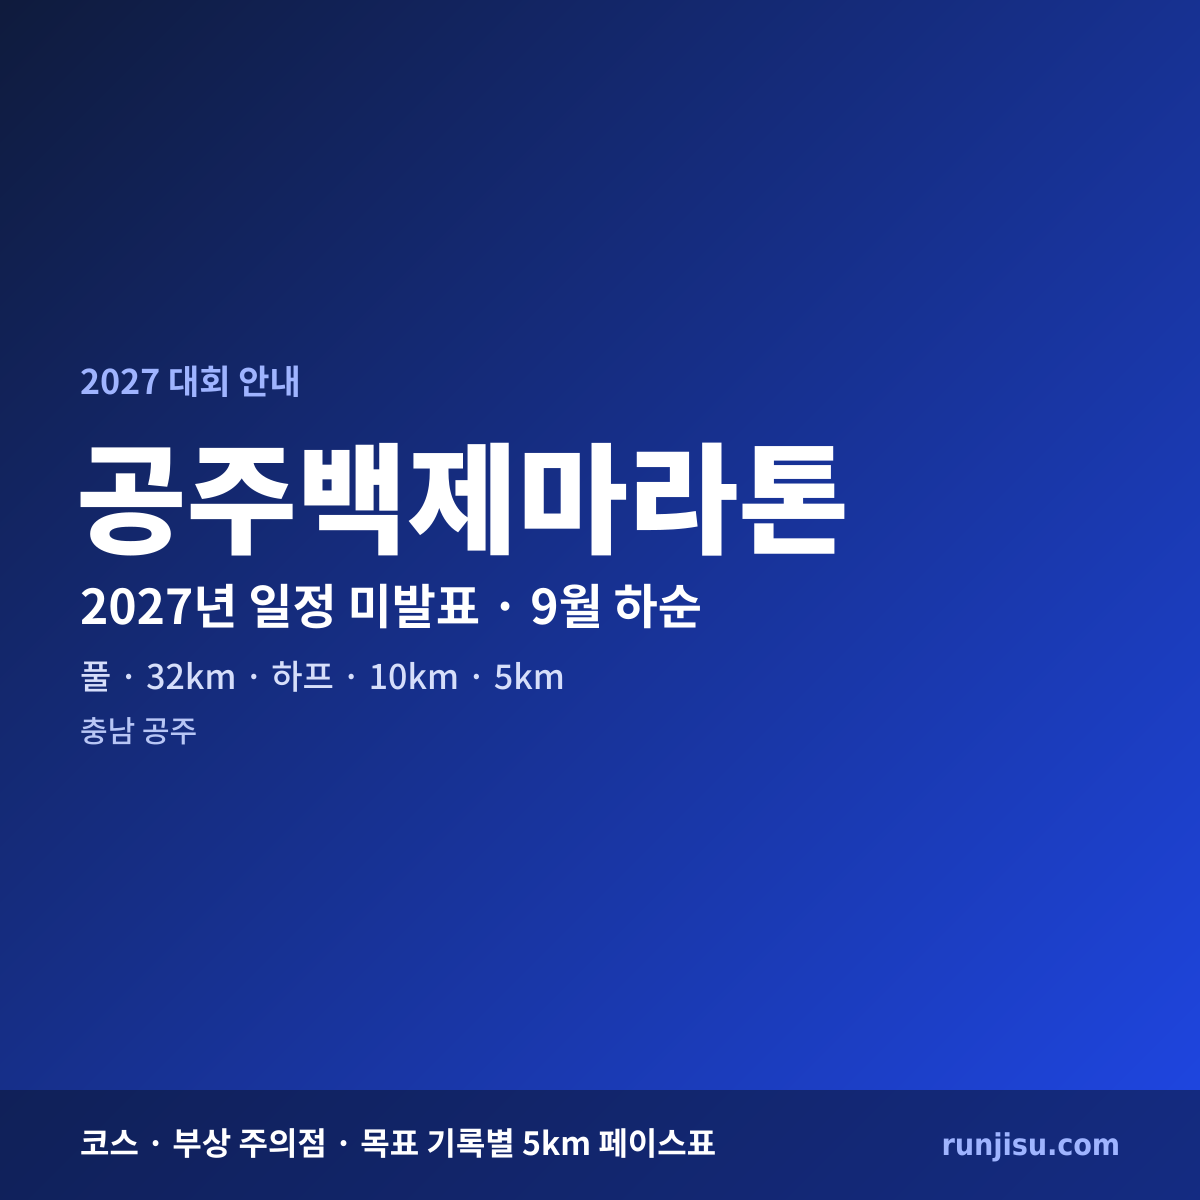 2027 대회 안내
공주백제마라톤
2027년 일정 미발표 · 9월 하순
풀 · 32km · 하프 · 10km · 5km
충남 공주
코스 · 부상 주의점 · 목표 기록별 5km 페이스표
runjisu.com